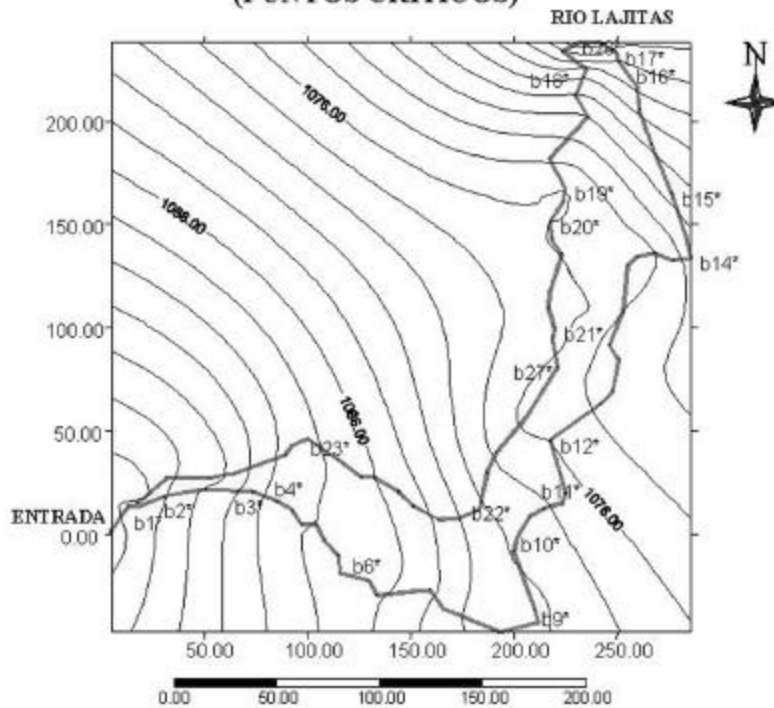 (PUNTOS CRITICOS)
RIO LAJITAS
N
b26*
b17*
b18*
b16*
1076.00
200.00
b19*
b15*
1086.00
b20*
150.00
b14*
100.00
b21*
b27*
1086.00
50.00
b23*
b12*
b4*
b11*
1076.00
ENTRADA
b1*
b2*
b3*
b22*
0.00
b10*
b6*
b9*
50.00
100.00
150.00
200.00
250.00
0.00
50.00
100.00
150.00
200.00